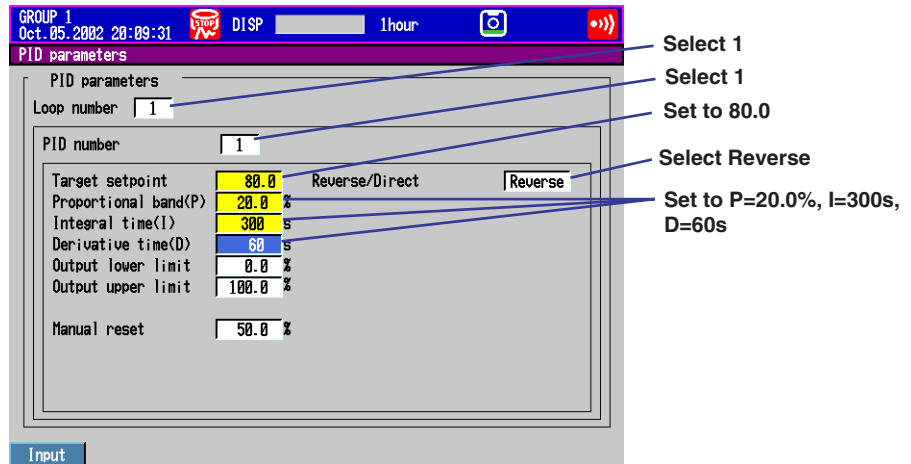 GROUP 1
Oct.05.2002 20:09:31
STOP
DISP
1hour
PID parameters
PID parameters
Loop number 1
PID number 1
Target setpoint 80.0 Reverse/Direct Reverse
Proportional band(P) 20.0 %
Integral time(I) 300 s
Derivative time(D) 60 s
Output lower limit 0.0 %
Output upper limit 100.0 %
Manual reset 50.0 %
Input
Select 1
Select 1
Set to 80.0
Select Reverse
Set to P=20.0%, I=300s,
D=60s